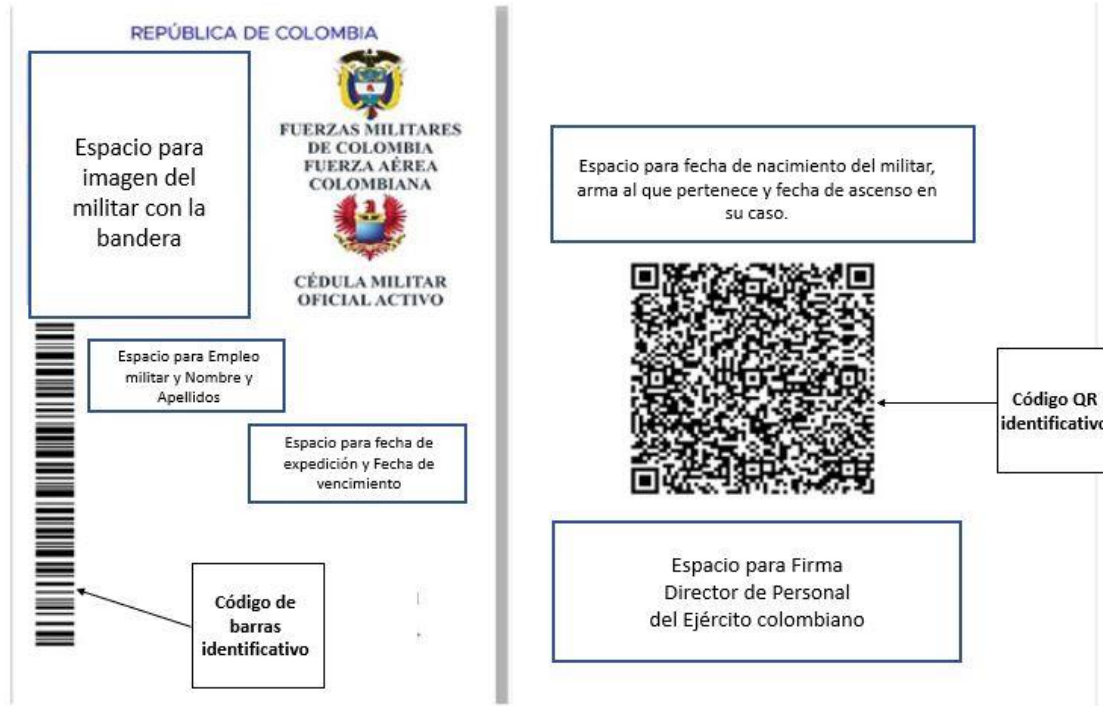 REPÚBLICA DE COLOMBIA
Espacio para
imagen del
militar con la
bandera
FUERZAS MILITARES
DE COLOMBIA
FUERZA AÉREA
COLOMBIANA
CÉDULA MILITAR
OFICIAL ACTIVO
Espacio para Empleo
militar y Nombre y
Apellidos
Espacio para fecha de
expedición y Fecha de
vencimiento
Código de
barras
identificativo
Espacio para fecha de nacimiento del militar,
arma al que pertenece y fecha de ascenso en
su caso.
Código QR
identificativo
Espacio para Firma
Director de Personal
del Ejército colombiano